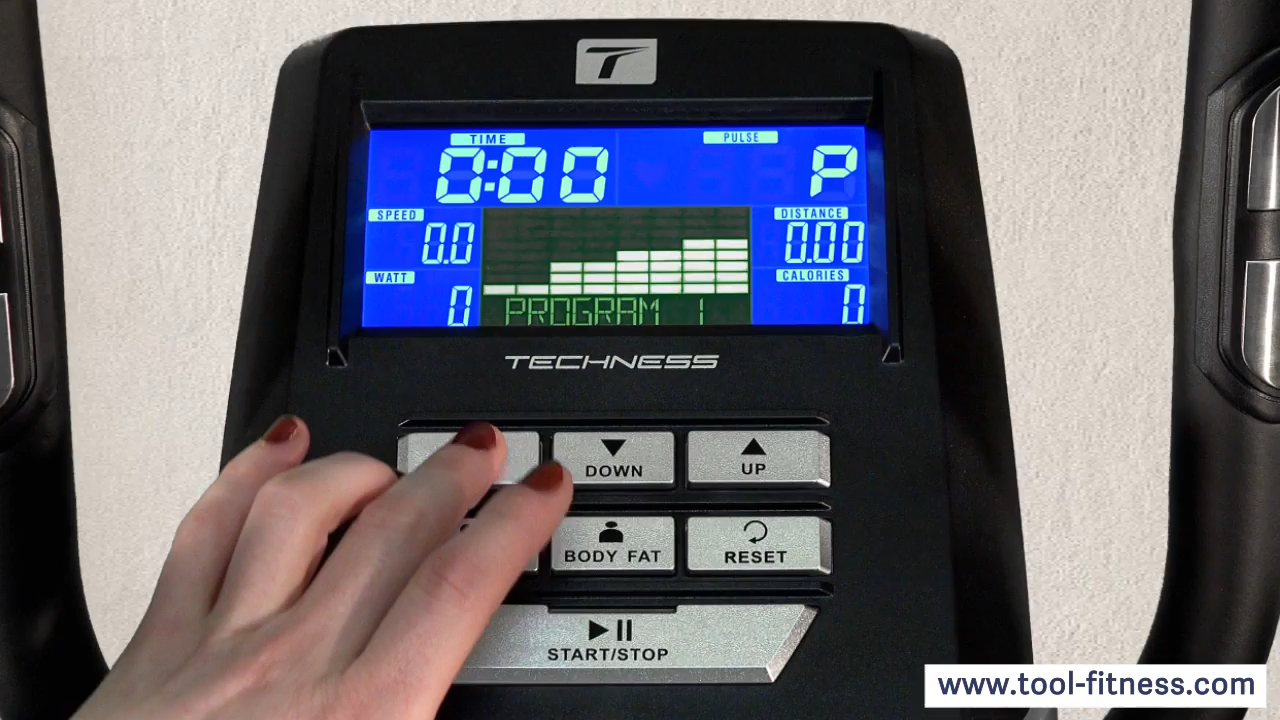 TIME
0:00
PULSE
P
SPEED
0.0
DISTANCE
0.00
WATT
0
CALORIES
0
PROGRAM 1
TECHNESS
DOWN
UP
BODY FAT
RESET
START/STOP
www.tool-fitness.com